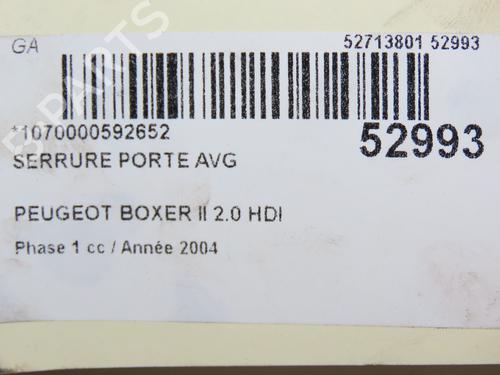 GA
52713801 52993
*1070000592652
52993
SERRURE PORTE AVG
PEUGEOT BOXER II 2.0 HDI
Phase 1 cc / Année 2004